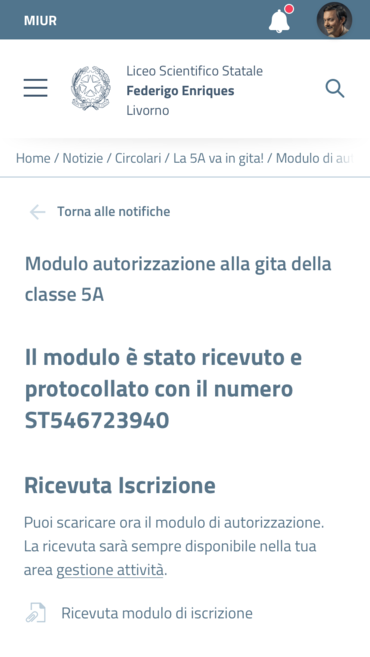 MIUR
Liceo Scientifico Statale
Federigo Enriques
Livorno
Home / Notizie / Circolari / La 5A va in gita! / Modulo di
Torna alle notifiche
Modulo autorizzazione alla gita della
classe 5A
Il modulo è stato ricevuto e
protocollato con il numero
ST546723940
Ricevuta Iscrizione
Puoi scaricare ora il modulo di autorizzazione.
La ricevuta sarà sempre disponibile nella tua
area gestione attività.
Ricevuta modulo di iscrizione